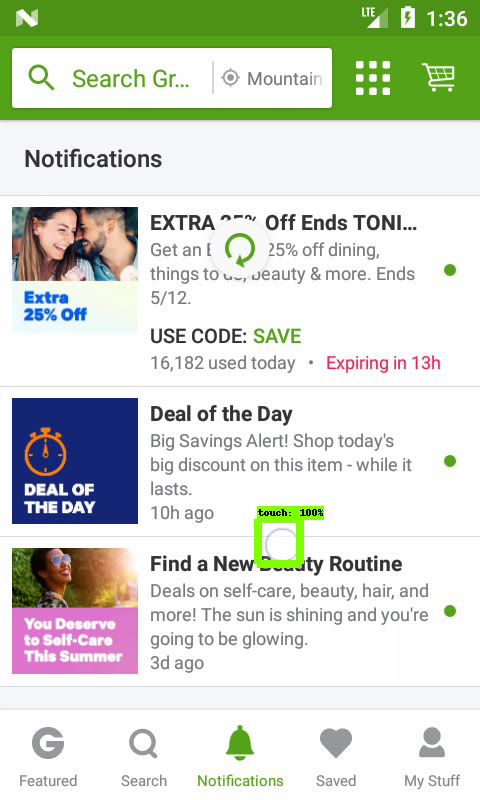 LTE 1:36
Search Gr... Mountain
Notifications
EXTRA 25% Off Ends TONI...
Get an E 25% off dining,
things to do, beauty & more. Ends
5/12.
Extra
25% Off
USE CODE: SAVE
16,182 used today • Expiring in 13h
Deal of the Day
Big Savings Alert! Shop today's
big discount on this item - while it
lasts.
10h ago
DEAL OF
THE DAY
touch: 100%
Find a New Beauty Routine
Deals on self-care, beauty, hair, and
more! The sun is shining and you're
going to be glowing.
3d ago
You Deserve
to Self-Care
This Summer
G
Featured Search Notifications Saved My Stuff